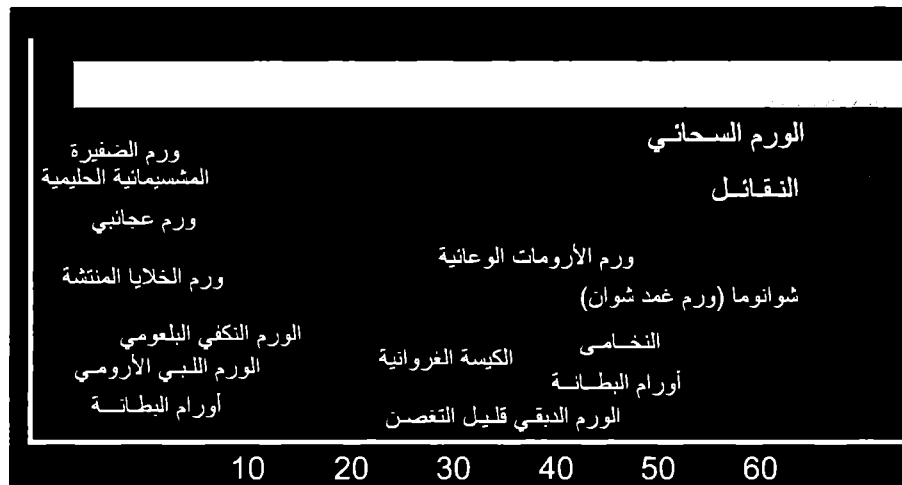 الورم السحائي
ورم الضفيرة
المشسيمانية الحليمية
النقائل
ورم عجائبي
ورم الأرومات الوعائية
ورم الخلايا المنتشة
شوانوما (ورم غمد شوان)
الورم النكفي البلعومي
النخامى
الكيسة الغروانية
الورم اللبي الأرومي
أورام البطانة
أورام البطانة
الورم الدبقي قليل التغصن
10 20 30 40 50 60